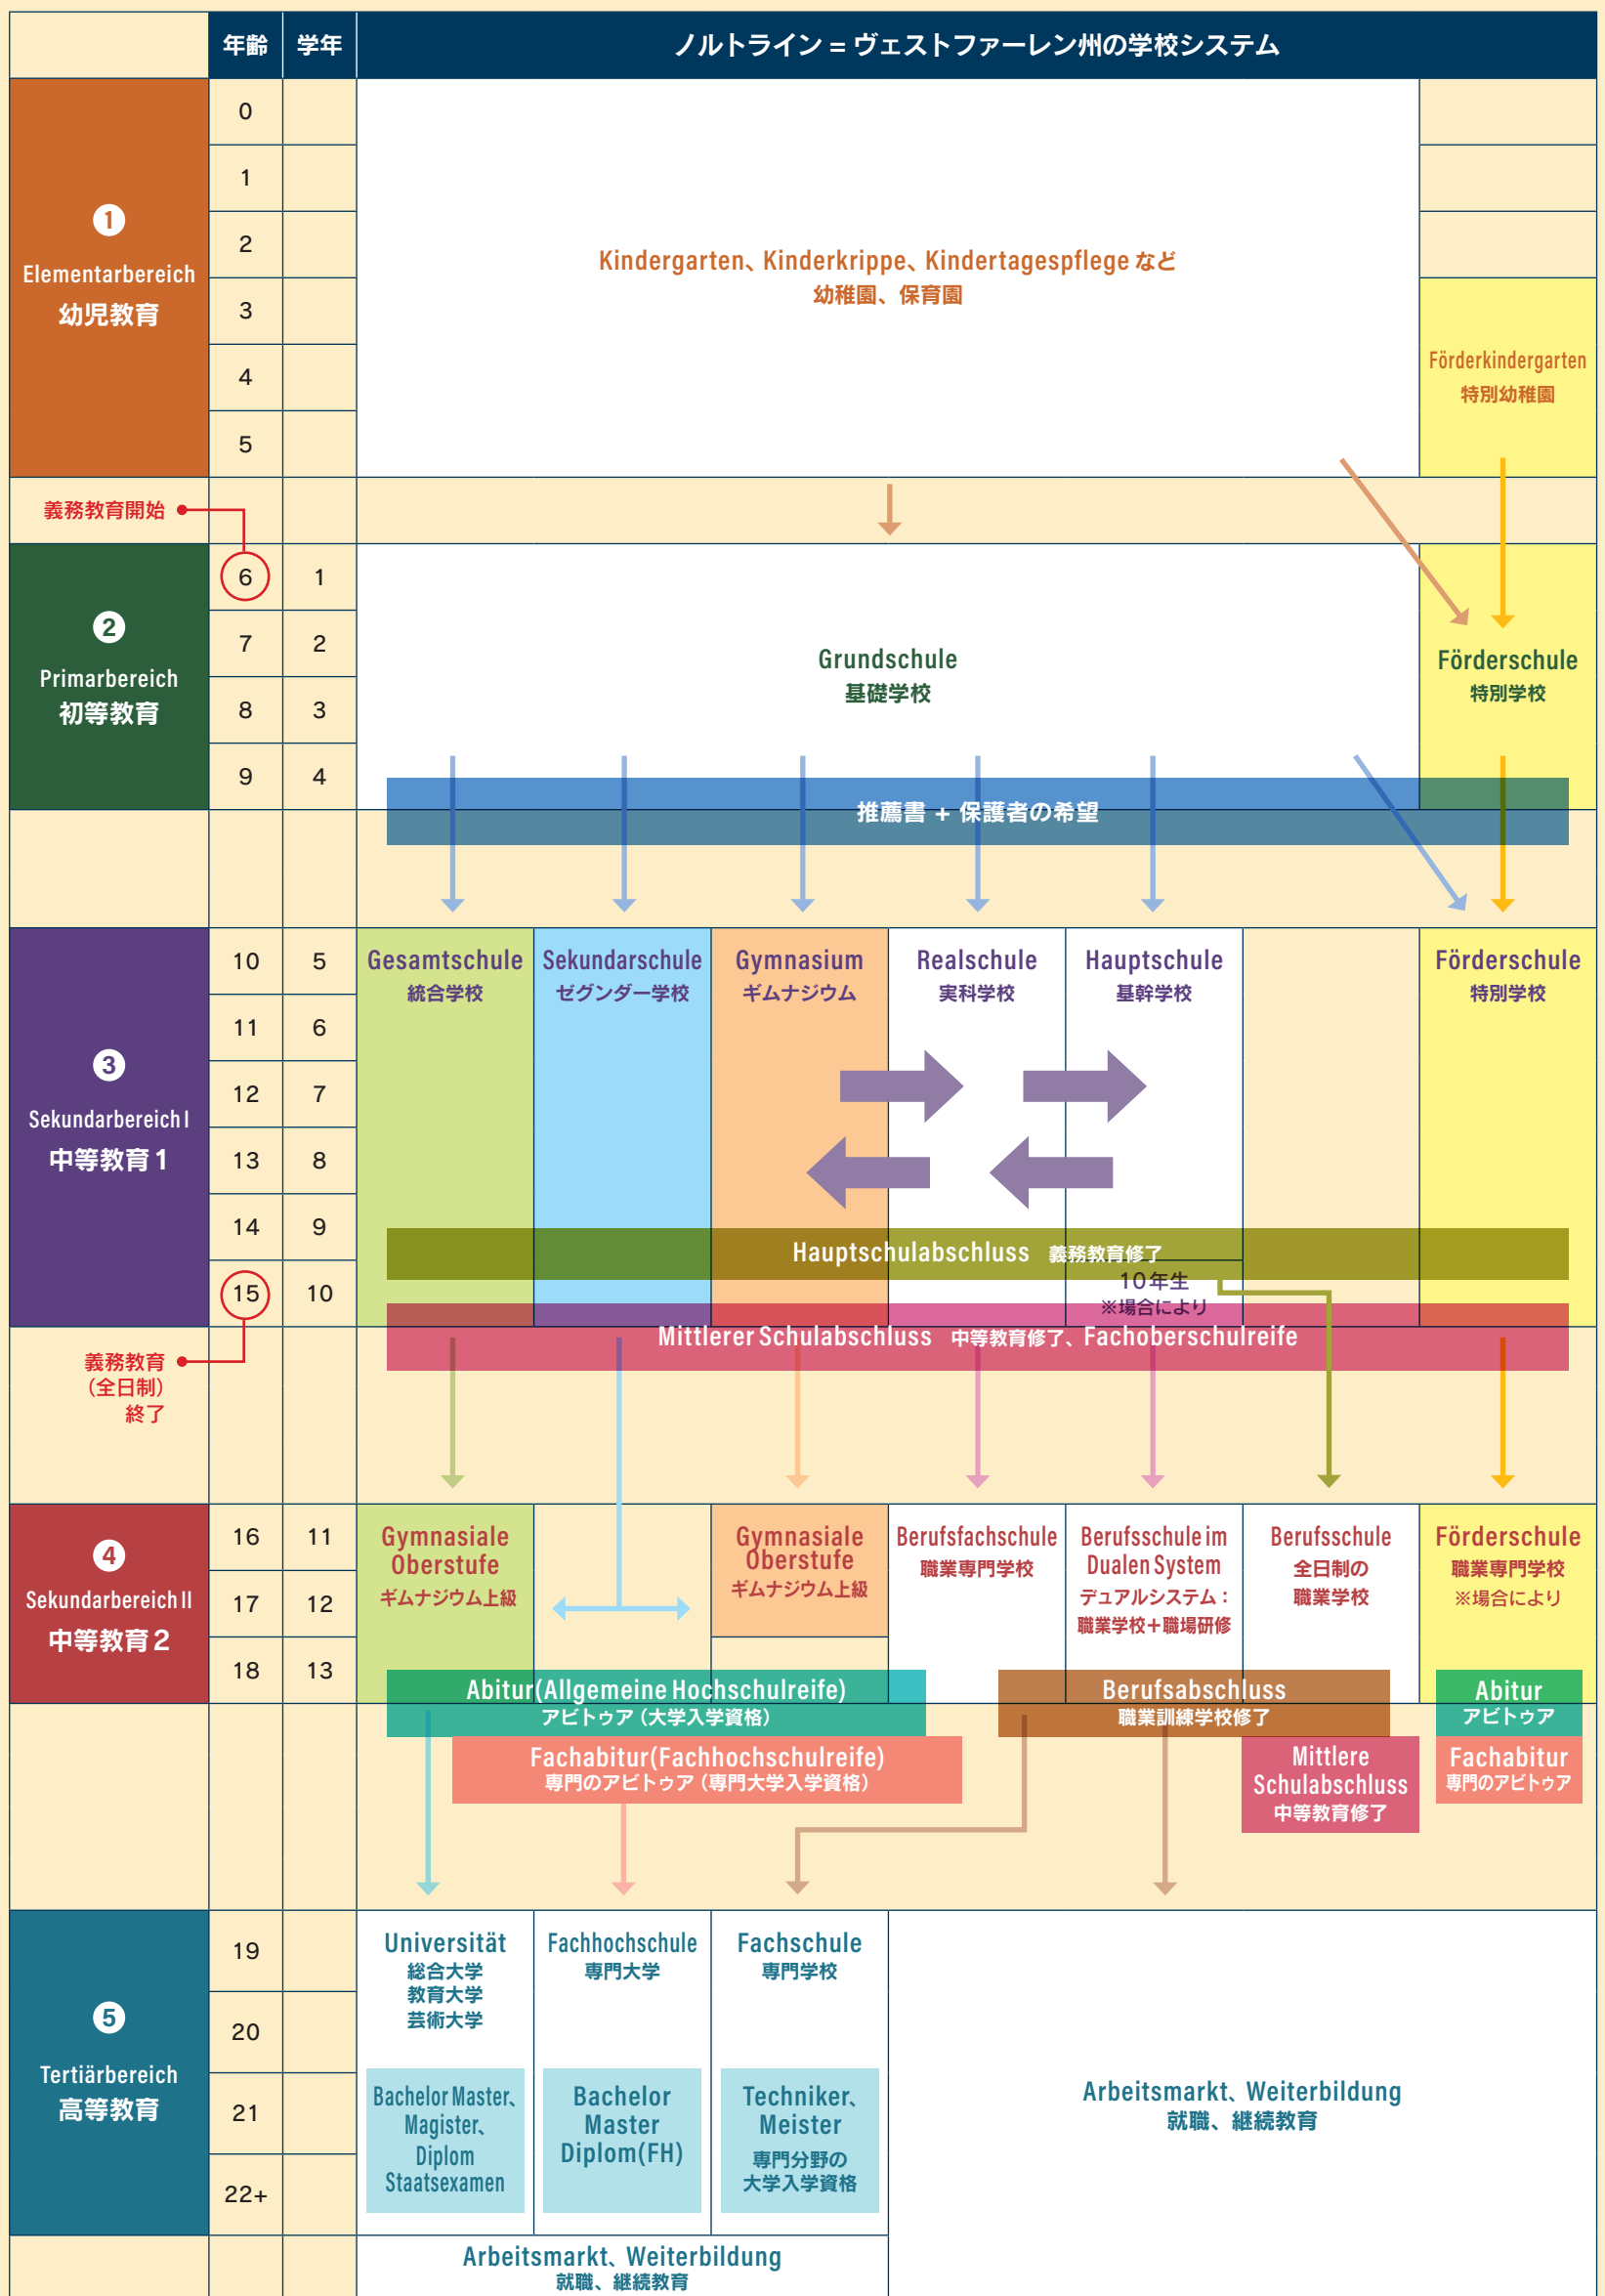 年齢 学年 ノルトライン = ヴェストファーレン州の学校システム
0
1
2
3
4
5
1
Elementarbereich
幼児教育
Kindergarten、Kinderkrippe、Kindertagespflege など
幼稚園、保育園
Förderkindergarten
特別幼稚園
義務教育開始
6 1
7 2
8 3
9 4
2
Primarbereich
初等教育
Grundschule
基礎学校
Förderschule
特別学校
推薦書 + 保護者の希望
10 5
11 6
12 7
13 8
14 9
15 10
3
Sekundarbereich I
中等教育1
Gesamtschule
統合学校
Sekundarschule
ゼグンダー学校
Gymnasium
ギムナジウム
Realschule
実科学校
Hauptschule
基幹学校
Förderschule
特別学校
Hauptschulabschluss 義務教育修了
10年生
※場合により
Mittlerer Schulabschluss 中等教育修了、Fachoberschulreife
義務教育
(全日制)
終了
16 11
17 12
18 13
4
Sekundarbereich II
中等教育2
Gymnasiale
Oberstufe
ギムナジウム上級
Gymnasiale
Oberstufe
ギムナジウム上級
Berufsfachschule
職業専門学校
Berufsschule im
Dualen System
デュアルシステム：
職業学校＋職場研修
Berufsschule
全日制の
職業学校
Förderschule
職業専門学校
※場合により
Abitur(Allgemeine Hochschulreife)
アビトゥア（大学入学資格）
Berufsabschluss
職業訓練学校修了
Abitur
アビトゥア
Fachabitur(Fachhochschulreife)
専門のアビトゥア（専門大学入学資格）
Mittlere
Schulabschluss
中等教育修了
Fachabitur
専門のアビトゥア
19
20
21
22+
5
Tertiärbereich
高等教育
Universität
総合大学
教育大学
芸術大学
Bachelor Master、
Magister、
Diplom
Staatsexamen
Fachhochschule
専門大学
Bachelor
Master
Diplom(FH)
Fachschule
専門学校
Techniker、
Meister
専門分野の
大学入学資格
Arbeitsmarkt、Weiterbildung
就職、継続教育
Arbeitsmarkt、Weiterbildung
就職、継続教育